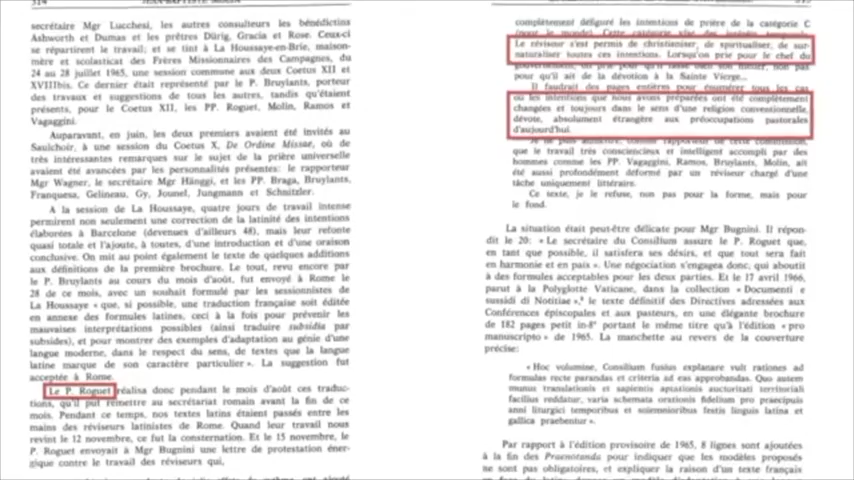 314
JEAN-BAPTISTE MOLIN
secrétaire Mgr Lucchesi, les autres consulteurs les bénédictins
Ashworth et Dumas et les prêtres Dürig, Gracia et Rose. Ceux-ci
se répartirent le travail; et se tint à La Houssaye-en-Brie, maison-
mère et scolasticat des Frères Missionnaires des Campagnes, du
24 au 28 juillet 1965, une session commune aux deux Coetus XII et
XVIIIbis. Ce dernier était représenté par le P. Bruylants, porteur
des travaux et suggestions de tous les autres, tandis qu'étaient
présents, pour le Coetus XII, les PP. Roguet, Molin, Ramos et
Vagaggini.
Auparavant, en juin, les deux premiers avaient été invités au
Saulchoir, à une session du Coetus X, De Ordine Missae, où de
très intéressantes remarques sur le sujet de la prière universelle
avaient été avancées par les personnalités présentes: le rapporteur
Mgr Wagner, le secrétaire Mgr Hänggi, et les PP. Braga, Bruylants,
Franquesa, Gelineau, Gy, Jounel, Jungmann et Schnitzler.
A la session de La Houssaye, quatre jours de travail intense
permirent non seulement une correction de la latinité des intentions
élaborées à Barcelone (devenues d'ailleurs 48), mais leur refonte
quasi totale et l'ajoute, à toutes, d'une introduction et d'une oraison
conclusive. On mit au point également le texte de quelques additions
aux définitions de la première brochure. Le tout, revu encore par
le P. Bruylants au cours du mois d'août, fut envoyé à Rome le
28 de ce mois, avec un souhait formulé par les sessionnistes de
La Houssaye « que, si possible, une traduction française soit éditée
en annexe des formules latines, ceci à la fois pour prévenir les
mauvaises interprétations possibles (ainsi traduire subsidia par
subsides), et pour montrer des exemples d'adaptation au génie d'une
langue moderne, dans le respect du sens, de textes que la langue
latine marque de son caractère particulier ». La suggestion fut
acceptée à Rome.
Le P. Roguet réalisa donc pendant le mois d'août ces traduc-
tions, qu'il put remettre au secrétariat romain avant la fin de ce
mois. Pendant ce temps, nos textes latins étaient passés entre les
mains des réviseurs latinistes de Rome. Quand leur travail nous
revint le 12 novembre, ce fut la consternation. Et le 15 novembre, le
P. Roguet envoyait à Mgr Bugnini une lettre de protestation éner-
gique contre le travail des réviseurs qui,
complètement défiguré les intentions de prière de la catégorie C
Le réviseur s'est permis de christianiser, de spiritualiser, de sur-
naturaliser toutes ces intentions. Lorsqu'on prie pour le chef du
pour qu'il ait de la dévotion à la Sainte Vierge...
Il faudrait des pages entières pour énumérer tous les cas
où les intentions que nous avons préparées ont été complètement
changées et toujours dans le sens d'une religion conventionnelle,
dévote, absolument étrangère aux préoccupations pastorales
d'aujourd'hui.
Je ne puis admettre, comme rapporteur de cette commission,
que le travail très consciencieux et intelligent accompli par des
hommes comme les PP. Vagaggini, Ramos, Bruylants, Molin, ait
été aussi profondément déformé par un réviseur chargé d'une
tâche uniquement littéraire.
Ce texte, je le refuse, non pas pour la forme, mais pour
le fond.
La situation était peut-être délicate pour Mgr Bugnini. Il répon-
dit le 20: « Le secrétaire du Consilium assure le P. Roguet que,
en tant que possible, il satisfera ses désirs, et que tout sera fait
en harmonie et en paix ». Une négociation s'engagea donc, qui aboutit
à des formules acceptables pour les deux parties. Et le 17 avril 1966,
parut à la Polyglotte Vaticane, dans la collection « Documenti e
sussidi di Notitiae »,⁸ le texte définitif des Directives adressées aux
Conférences épiscopales et aux pasteurs, en une élégante brochure
de 182 pages petit in-8° portant le même titre qu'à l'édition « pro
manuscripto » de 1965. La manchette au revers de la couverture
précise:
« Hoc volumine, Consilium fusius explanare vult rationes ad
formulas recte parandas et criteria ad eas approbandas. Quo autem
munus translationis et sapientis aptationis auctoritati territoriali
facilius reddatur, varia schemata orationis fidelium pro praecipuis
anni liturgici temporibus et sollemnioribus festis lingua latina et
gallica praebentur ».
Par rapport à l'édition provisoire de 1965, 8 lignes sont ajoutées
à la fin des Praenotanda pour indiquer que les modèles proposés
ne sont pas obligatoires, et expliquer la raison d'un texte français